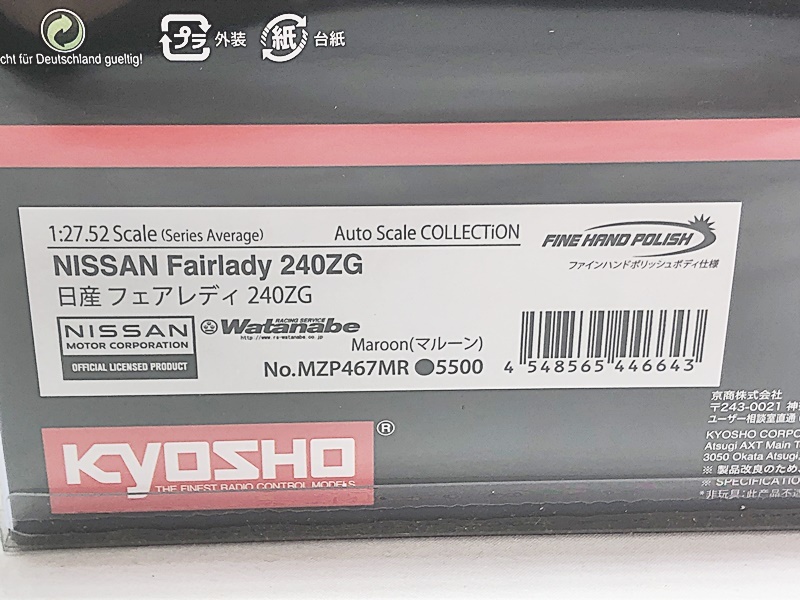 プラ 外装 紙 台紙
cht für Deutschland gueltig!
1:27.52 Scale (Series Average)
Auto Scale COLLECTiON
FINE HAND POLISH
ファインハンドポリッシュボディ仕様
NISSAN Fairlady 240ZG
日産 フェアレディ 240ZG
NISSAN
MOTOR CORPORATION
OFFICIAL LICENSED PRODUCT
RACING SERVICE
Watanabe
http://www.rs-watanabe.co.jp
Maroon(マルーン)
No.MZP467MR ●5500
4 548565 446643
KYOSHO ®
THE FINEST RADIO CONTROL MODELS
京商株式会社
〒243-0021 神
ユーザー相談室直通
KYOSHO CORPO
Atsugi AXT Main T
3050 Okata Atsugi,
※ 製品改良のため、
※ SPECIFICATIO
*非玩具:此产品不